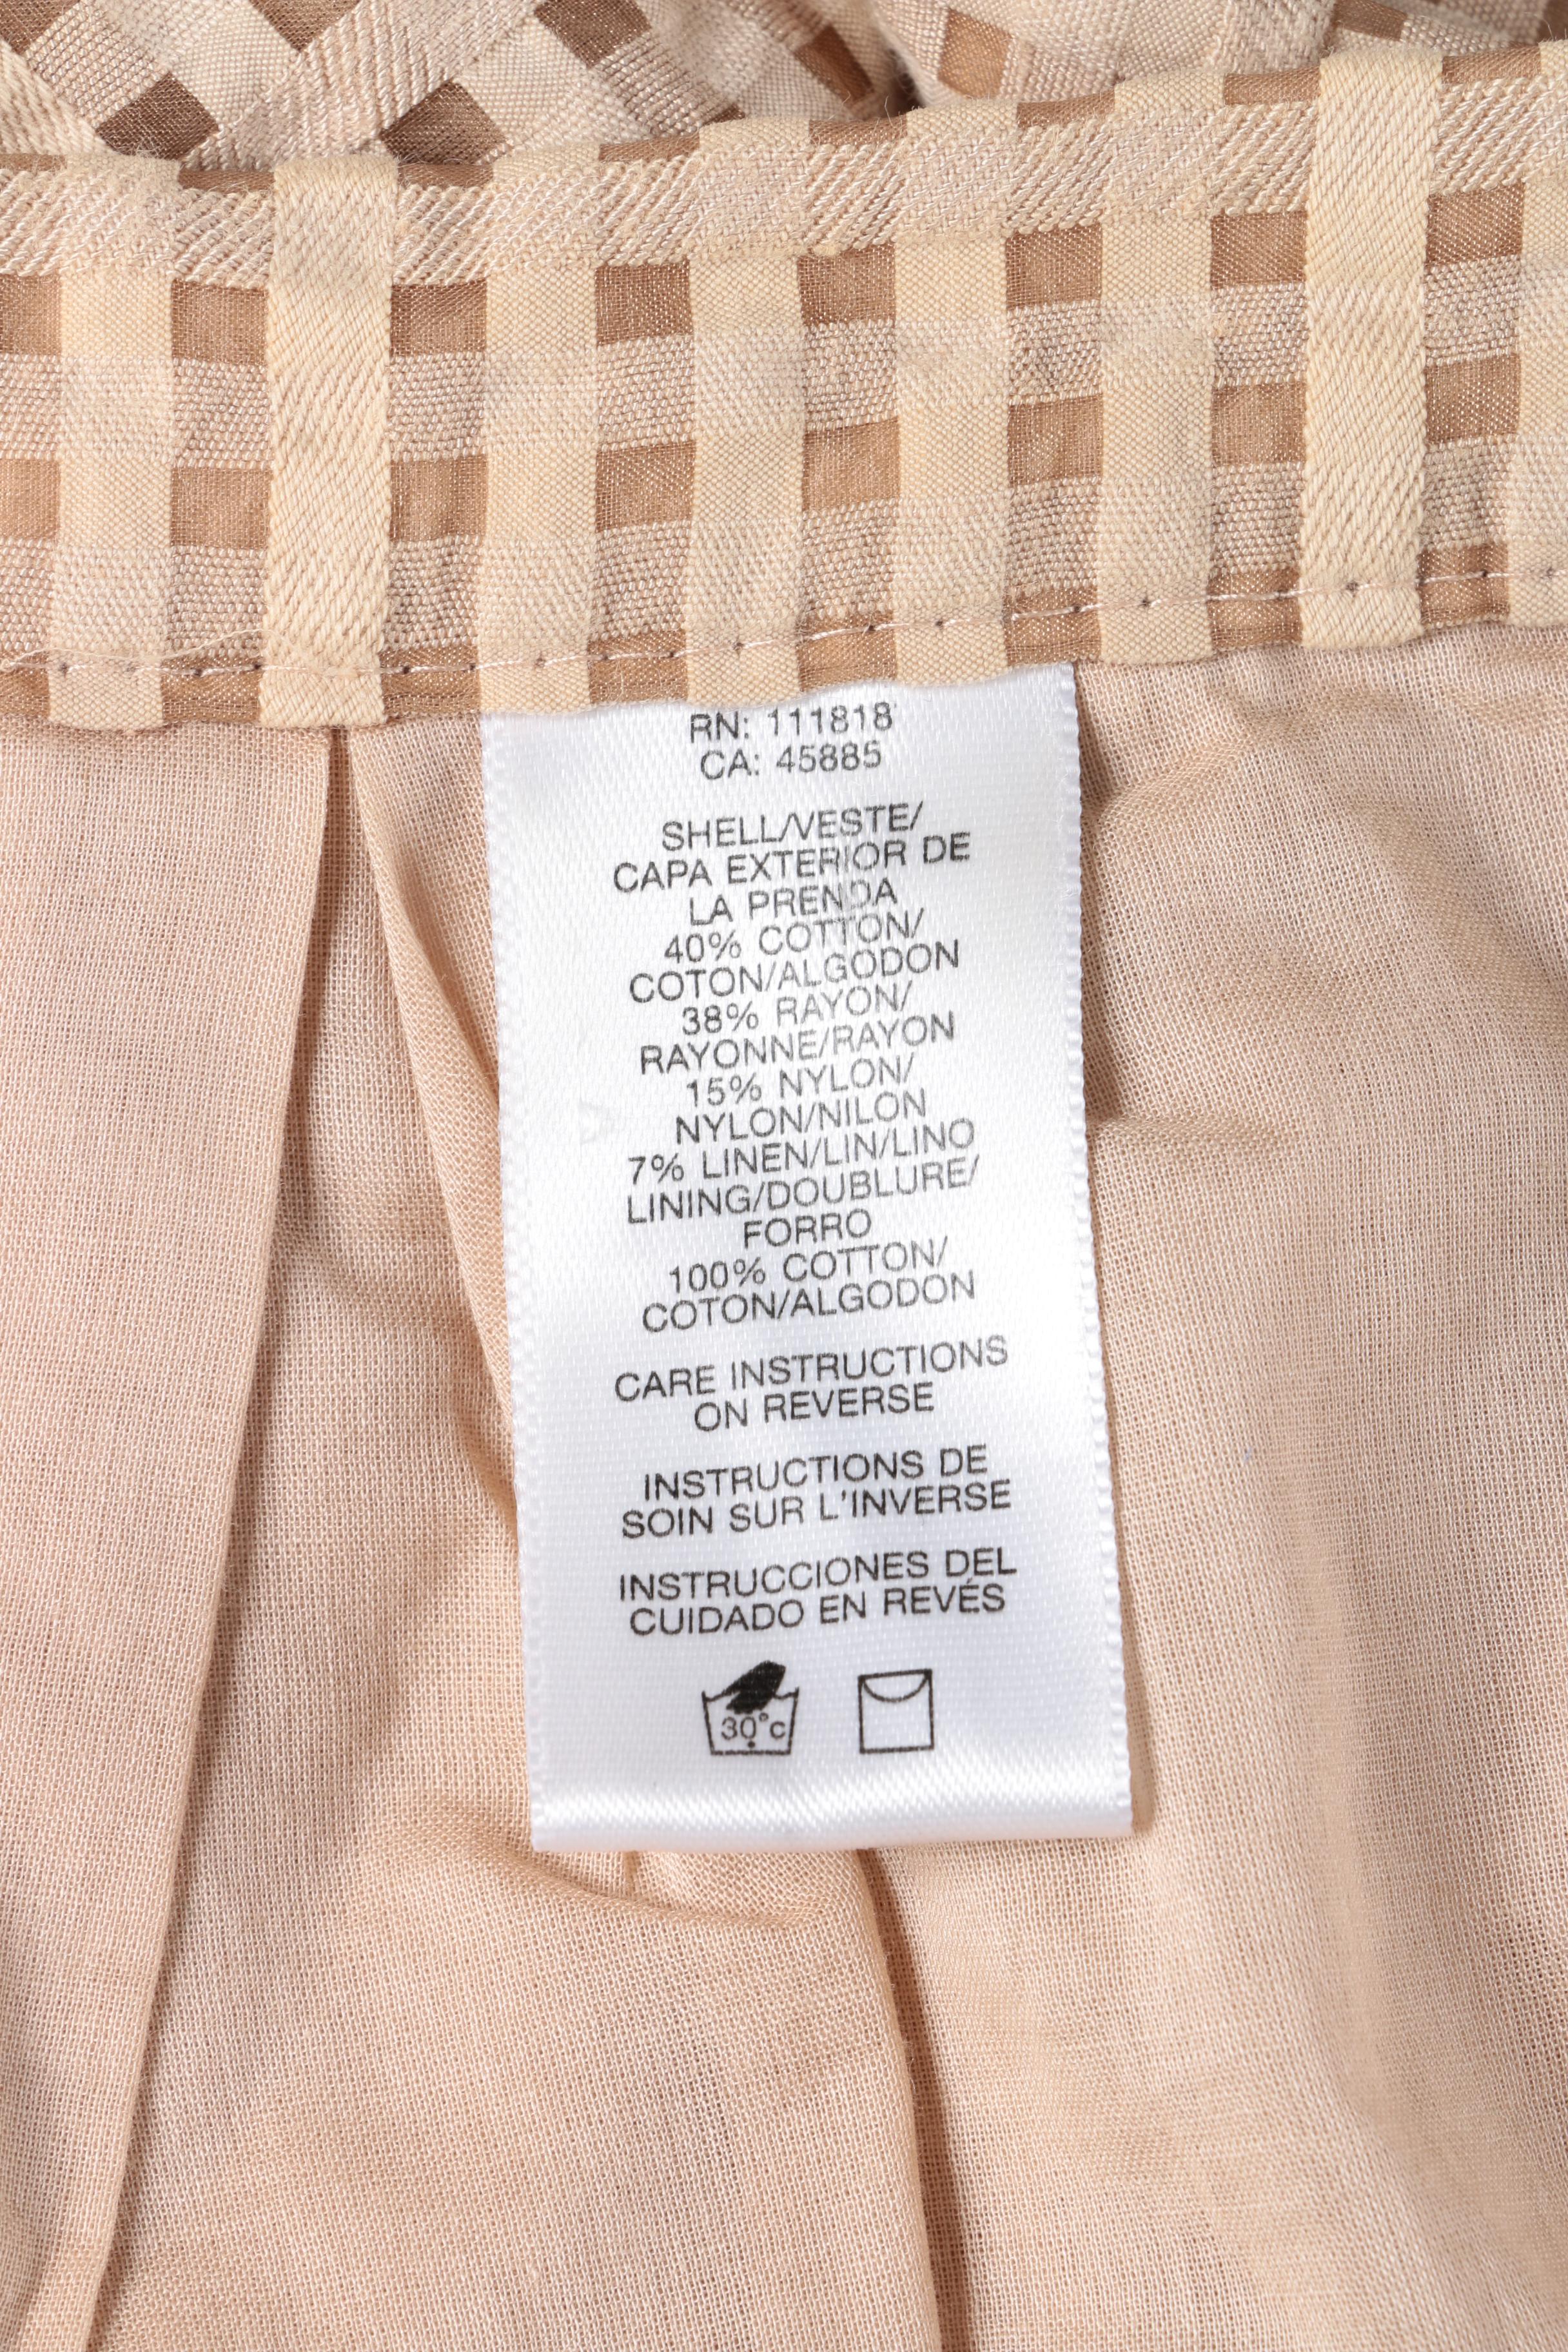 RN: 111818
CA: 45885
SHELL/VESTE/
CAPA EXTERIOR DE
LA PRENDA
40% COTTON/
COTON/ALGODON
38% RAYON/
RAYONNE/RAYON
15% NYLON/
NYLON/NILON
7% LINEN/LIN/LINO
LINING/DOUBLURE/
FORRO
100% COTTON/
COTON/ALGODON
CARE INSTRUCTIONS
ON REVERSE
INSTRUCTIONS DE
SOIN SUR L'INVERSE
INSTRUCCIONES DEL
CUIDADO EN REVÉS
30°c